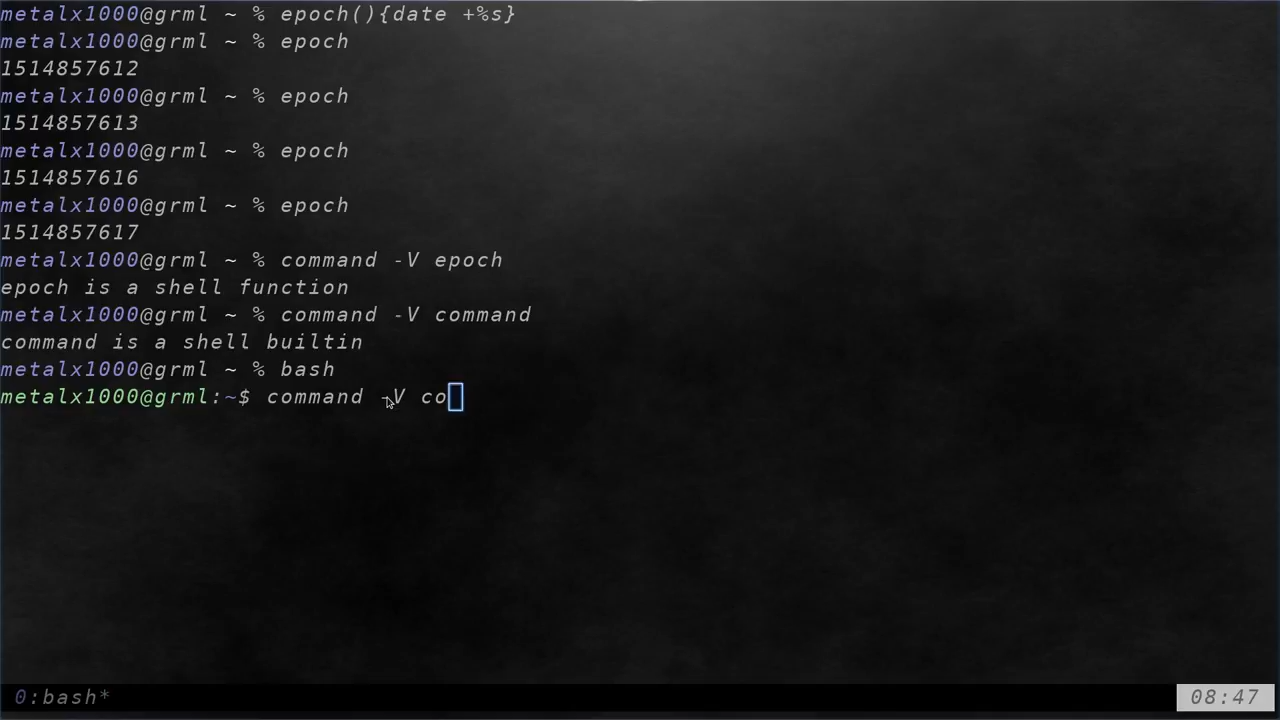 metalx1000@grml ~ % epoch(){date +%s}
metalx1000@grml ~ % epoch
1514857612
metalx1000@grml ~ % epoch
1514857613
metalx1000@grml ~ % epoch
1514857616
metalx1000@grml ~ % epoch
1514857617
metalx1000@grml ~ % command -V epoch
epoch is a shell function
metalx1000@grml ~ % command -V command
command is a shell builtin
metalx1000@grml ~ % bash
metalx1000@grml:~$ command -V co
0:bash* 08:47